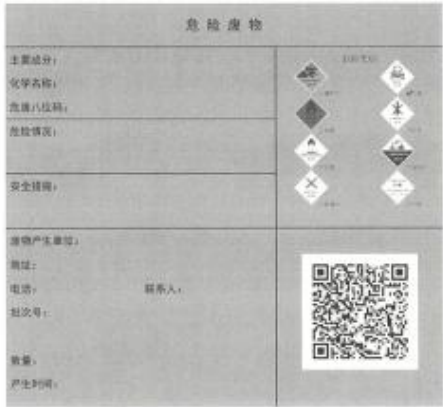 危险废物
主要成分：
化学名称：
危废八位码：
危险情况：
安全措施：
废物产生单位：
地址：
电话： 联系人：
批次号：
数量：
产生时间：